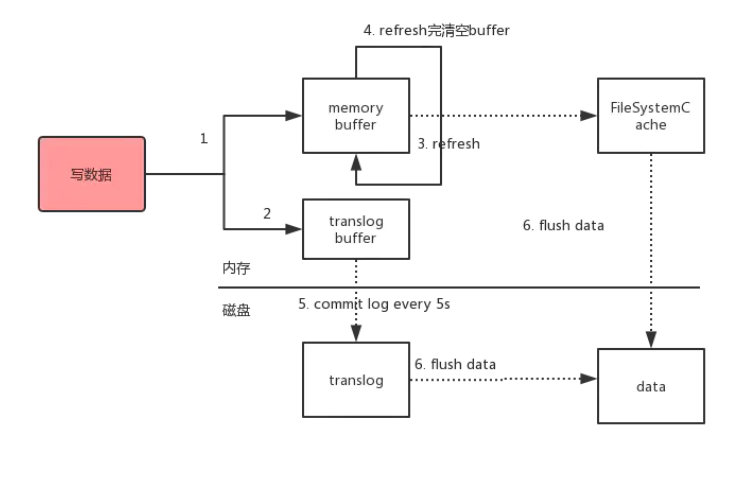 4. refresh完清空buffer
memory
buffer
FileSystemC
ache
1
3. refresh
写数据
2
translog
buffer
6. flush data
内存
5. commit log every 5s
磁盘
translog
6. flush data
data